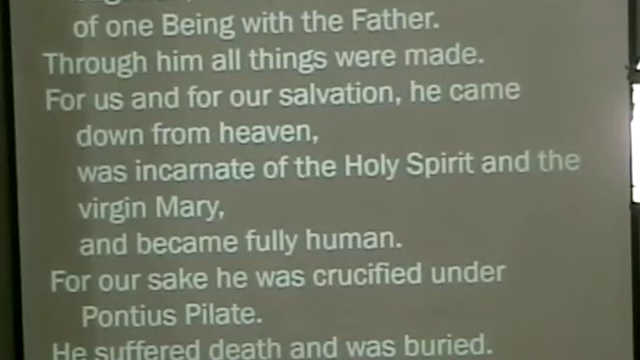 of one Being with the Father.
Through him all things were made.
For us and for our salvation, he came
down from heaven,
was incarnate of the Holy Spirit and the
virgin Mary,
and became fully human.
For our sake he was crucified under
Pontius Pilate.
He suffered death and was buried.